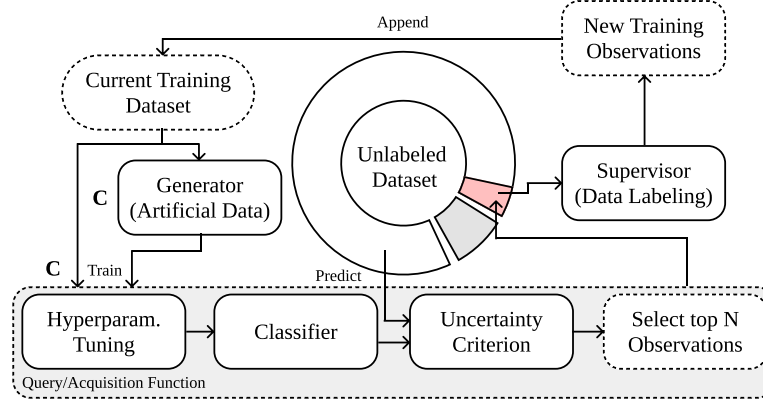 Append
New Training
Observations
Current Training
Dataset
Unlabeled
Dataset
Supervisor
(Data Labeling)
C
Generator
(Artificial Data)
C
Train
Predict
Hyperparam.
Tuning
Classifier
Uncertainty
Criterion
Select top N
Observations
Query/Acquisition Function